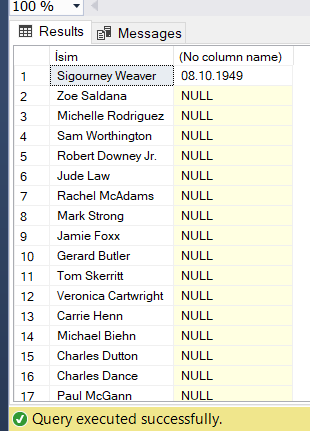 100 %
Results Messages
İsim (No column name)
1 Sigourney Weaver 08.10.1949
2 Zoe Saldana NULL
3 Michelle Rodriguez NULL
4 Sam Worthington NULL
5 Robert Downey Jr. NULL
6 Jude Law NULL
7 Rachel McAdams NULL
8 Mark Strong NULL
9 Jamie Foxx NULL
10 Gerard Butler NULL
11 Tom Skerritt NULL
12 Veronica Cartwright NULL
13 Carrie Henn NULL
14 Michael Biehn NULL
15 Charles Dutton NULL
16 Charles Dance NULL
17 Paul McGann NULL
Query executed successfully.